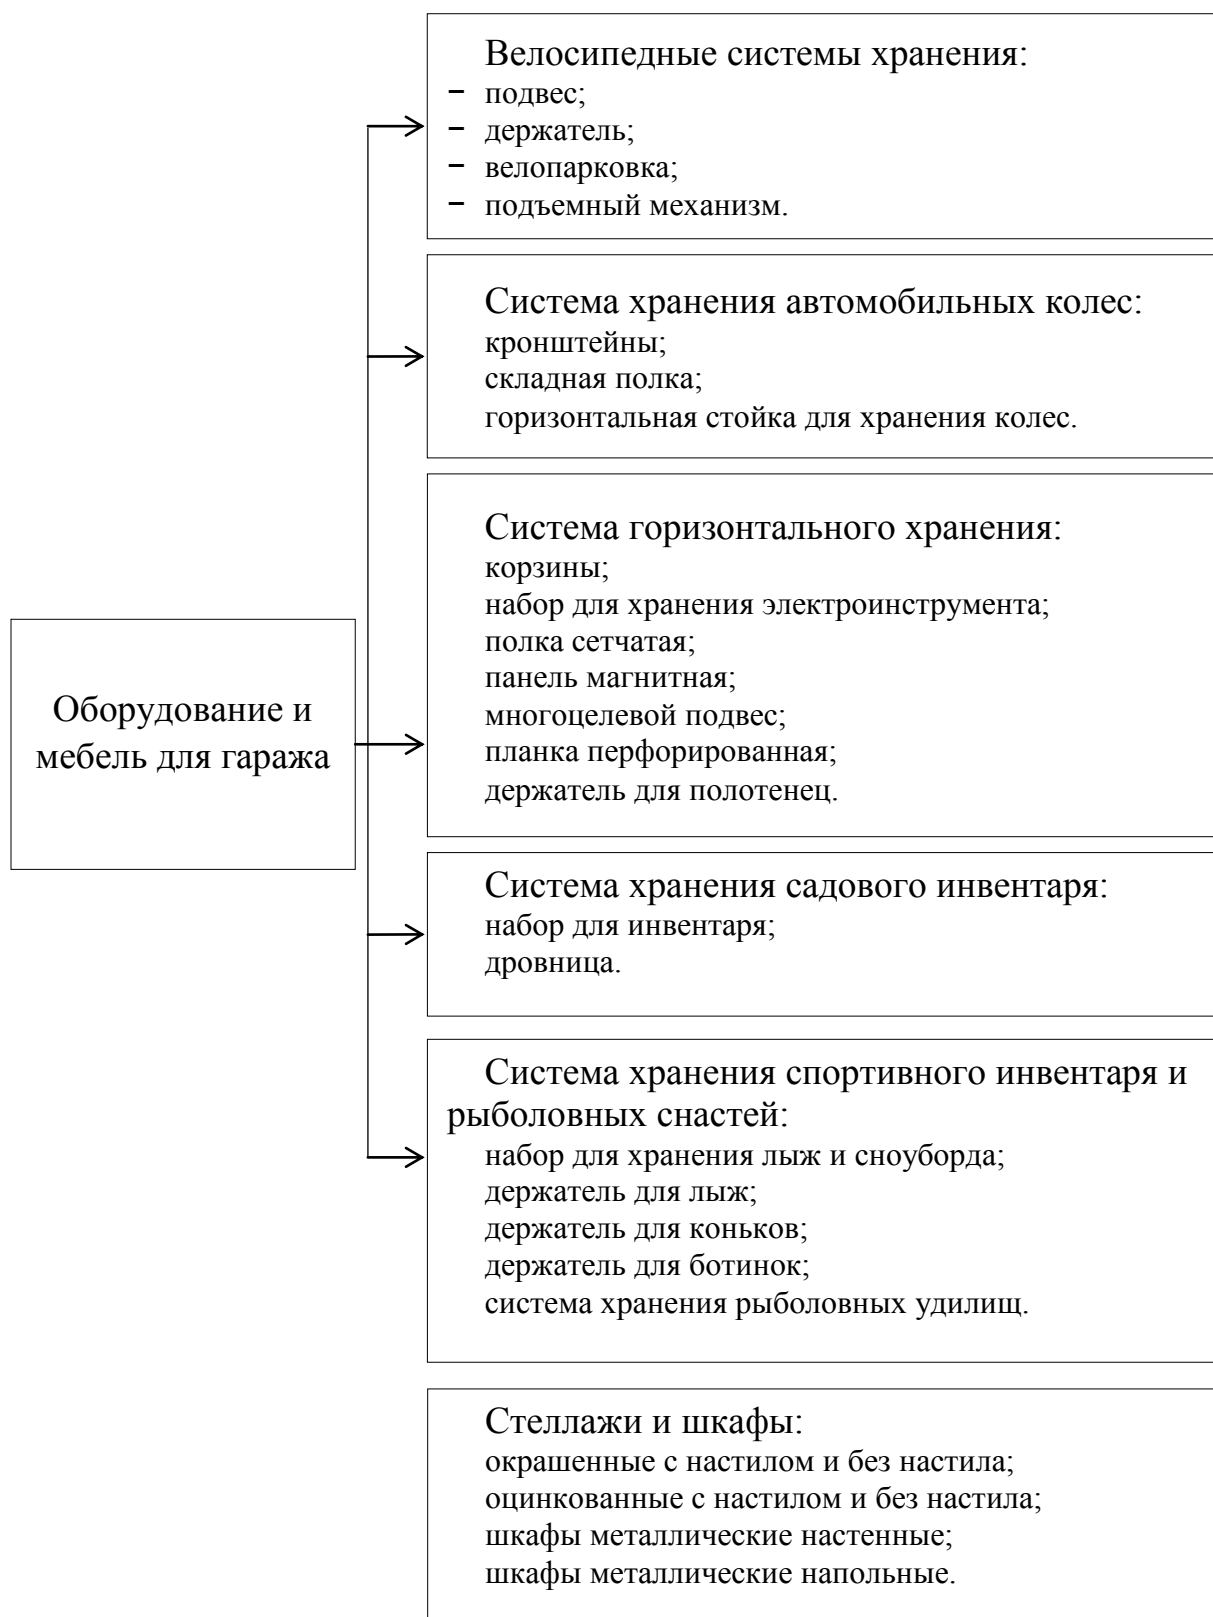 Велосипедные системы хранения:
− подвес;
− держатель;
− велопарковка;
− подъемный механизм.
Система хранения автомобильных колес:
кронштейны;
складная полка;
горизонтальная стойка для хранения колес.
Система горизонтального хранения:
корзины;
набор для хранения электроинструмента;
полка сетчатая;
панель магнитная;
многоцелевой подвес;
планка перфорированная;
держатель для полотенец.
Оборудование и
мебель для гаража
Система хранения садового инвентаря:
набор для инвентаря;
дровница.
Система хранения спортивного инвентаря и
рыболовных снастей:
набор для хранения лыж и сноуборда;
держатель для лыж;
держатель для коньков;
держатель для ботинок;
система хранения рыболовных удилищ.
Стеллажи и шкафы:
окрашенные с настилом и без настила;
оцинкованные с настилом и без настила;
шкафы металлические настенные;
шкафы металлические напольные.